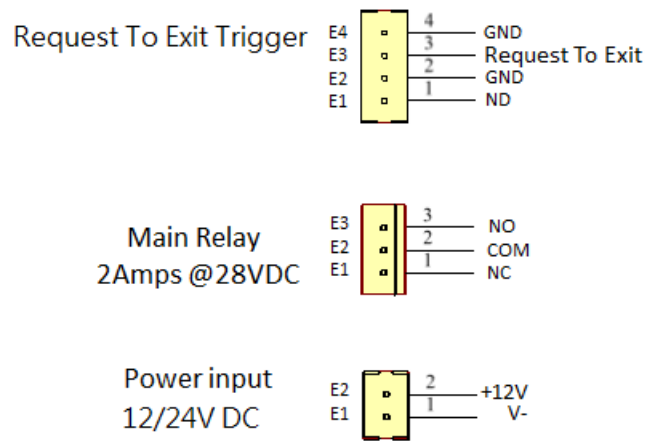 Request To Exit Trigger
E4 4 GND
E3 3 Request To Exit
E2 2 GND
E1 1 ND
Main Relay
2Amps @28VDC
E3 3 NO
E2 2 COM
E1 1 NC
Power input
12/24V DC
E2 2 +12V
E1 1 V-